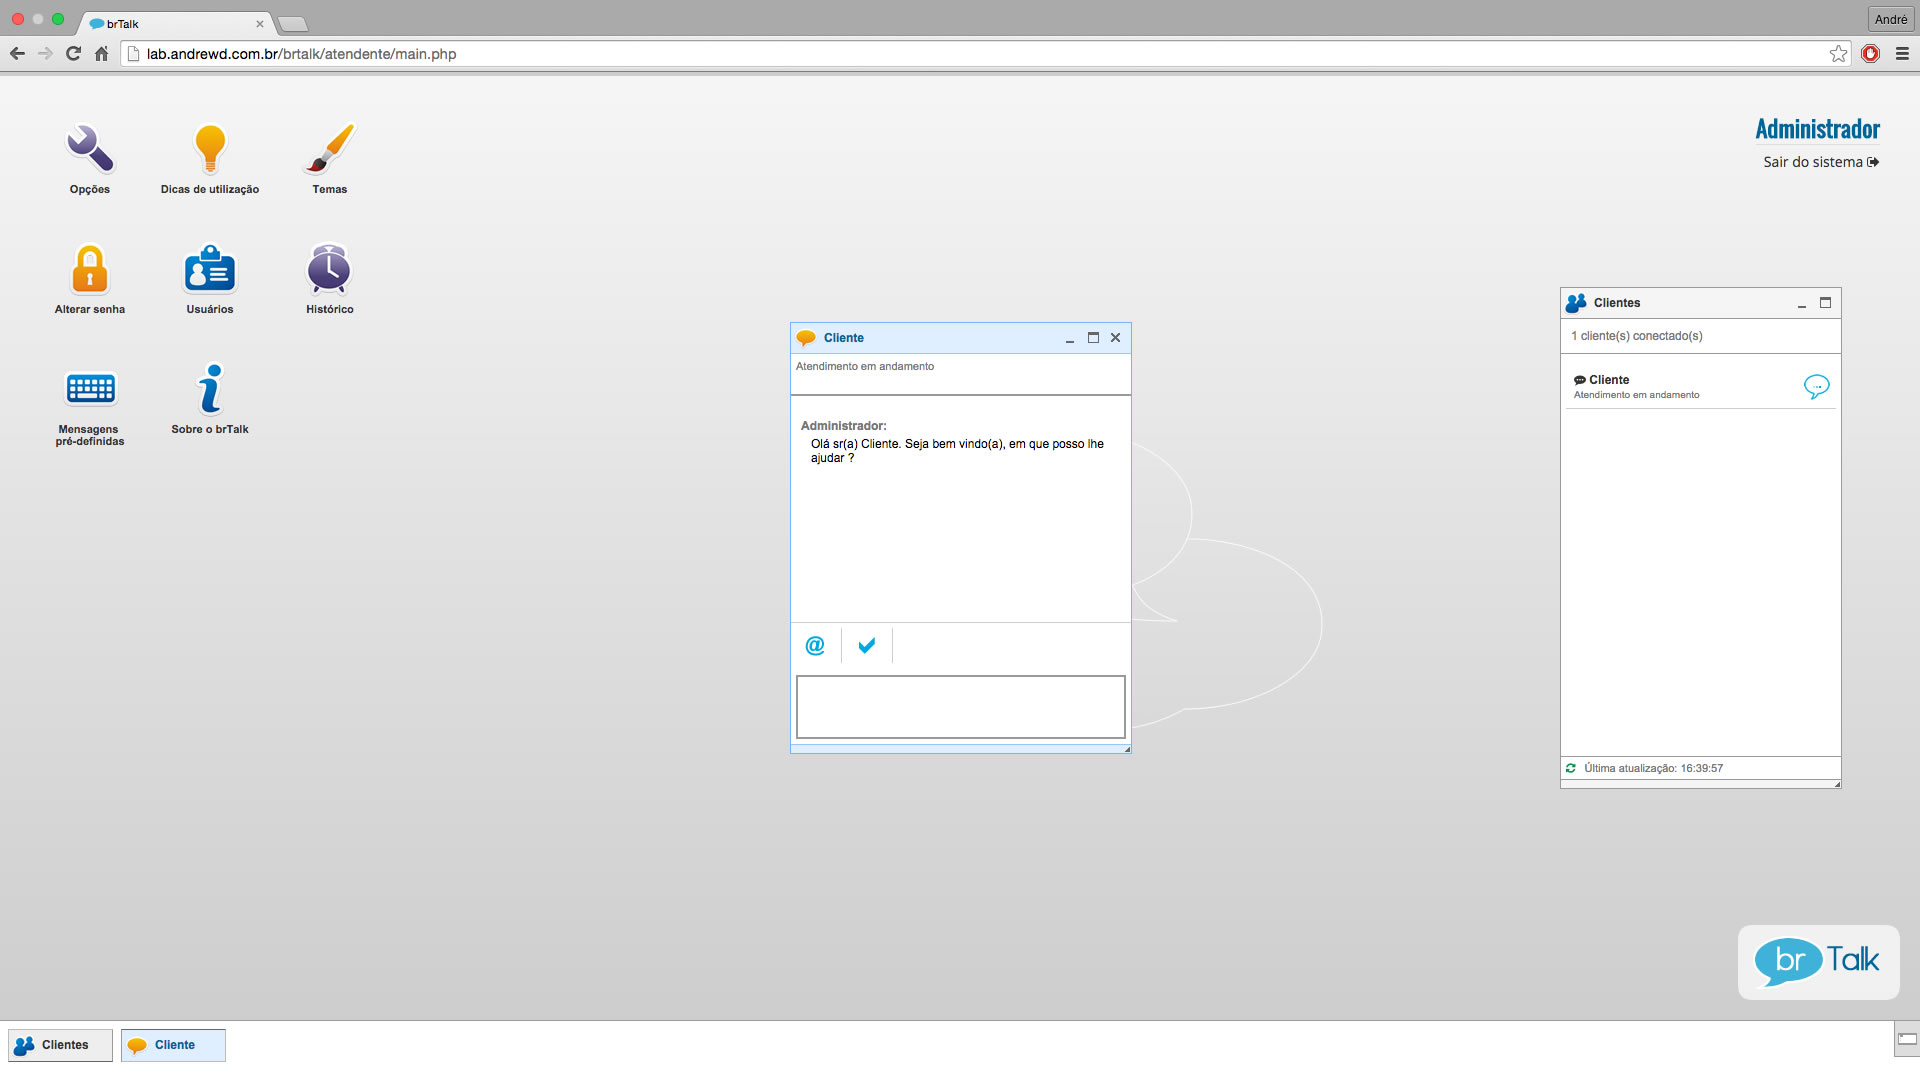 brTalk
André
lab.andrewd.com.br/brtalk/atendente/main.php
Opções
Dicas de utilização
Temas
Administrador
Sair do sistema
Alterar senha
Usuários
Histórico
Mensagens
pré-definidas
Sobre o brTalk
Cliente
Atendimento em andamento
Administrador:
Olá sr(a) Cliente. Seja bem vindo(a), em que posso lhe
ajudar ?
@
Clientes
1 cliente(s) conectado(s)
Cliente
Atendimento em andamento
Última atualização: 16:39:57
br Talk
Clientes
Cliente